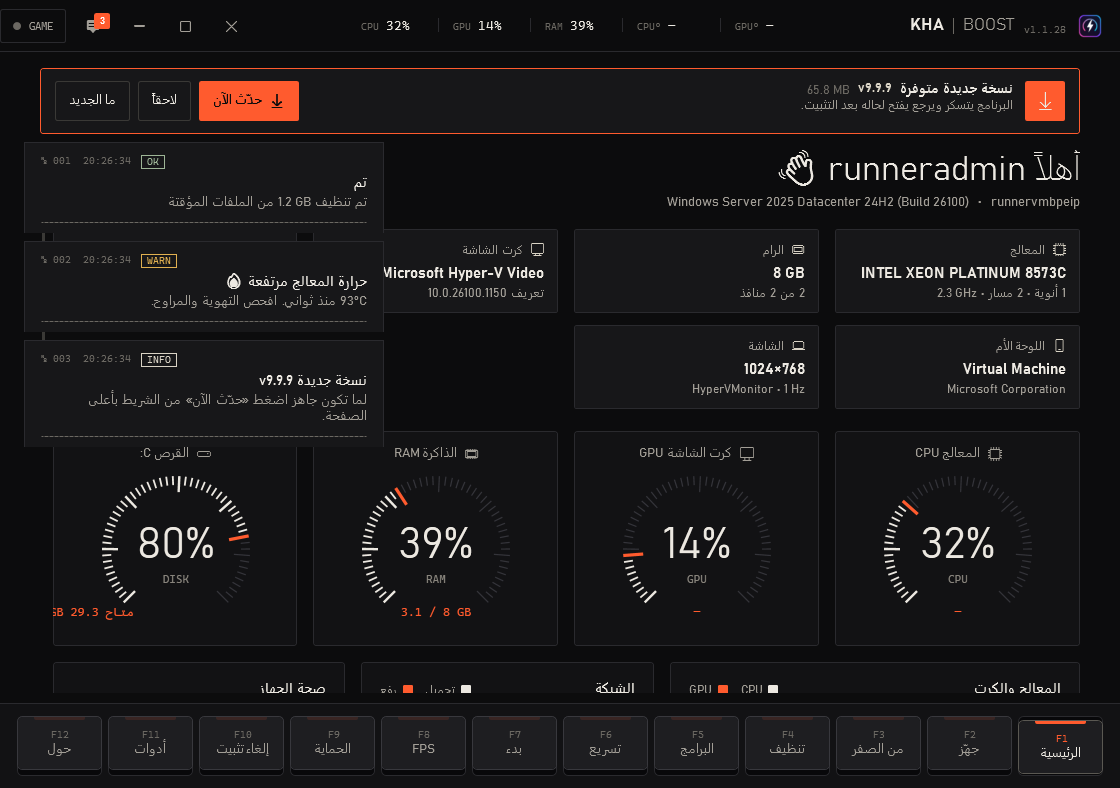 KHA | BOOST v1.1.28
CPU 32% GPU 14% RAM 39% CPU° — GPU° —
3
GAME
نسخة جديدة متوفرة v9.9.9 65.8 MB
البرنامج يتسكر ويرجع يفتح لحاله بعد التثبيت.
حدّث الآن
لاحقاً
ما الجديد
أهلاً runneradmin
Windows Server 2025 Datacenter 24H2 (Build 26100) • runnervmbpeip
001 20:26:34 OK
تم
تم تنظيف 1.2 GB من الملفات المؤقتة
002 20:26:34 WARN
حرارة المعالج مرتفعة
93°C منذ ثواني. افحص التهوية والمراوح.
003 20:26:34 INFO
نسخة جديدة v9.9.9
لما تكون جاهز اضغط «حدّث الآن» من الشريط بأعلى
الصفحة.
المعالج
INTEL XEON PLATINUM 8573C
1 أنوية • 2 مسار • 2.3 GHz
الرام
8 GB
2 من 2 منافذ
كرت الشاشة
Microsoft Hyper-V Video
تعريف 10.0.26100.1150
اللوحة الأم
Virtual Machine
Microsoft Corporation
الشاشة
1024×768
HyperVMonitor • 1 Hz
المعالج CPU
32%
CPU
—
كرت الشاشة GPU
14%
GPU
—
الذاكرة RAM
39%
RAM
3.1 / 8 GB
القرص C:
80%
DISK
متاح 29.3 GB
المعالج والكرت
CPU GPU
الشبكة
تحميل رفع
صحة الجهاز
F1
الرئيسية
F2
جهّز
F3
من الصفر
F4
تنظيف
F5
البرامج
F6
تسريع
F7
بدء
F8
FPS
F9
الحماية
F10
إلغاء تثبيت
F11
أدوات
F12
حول